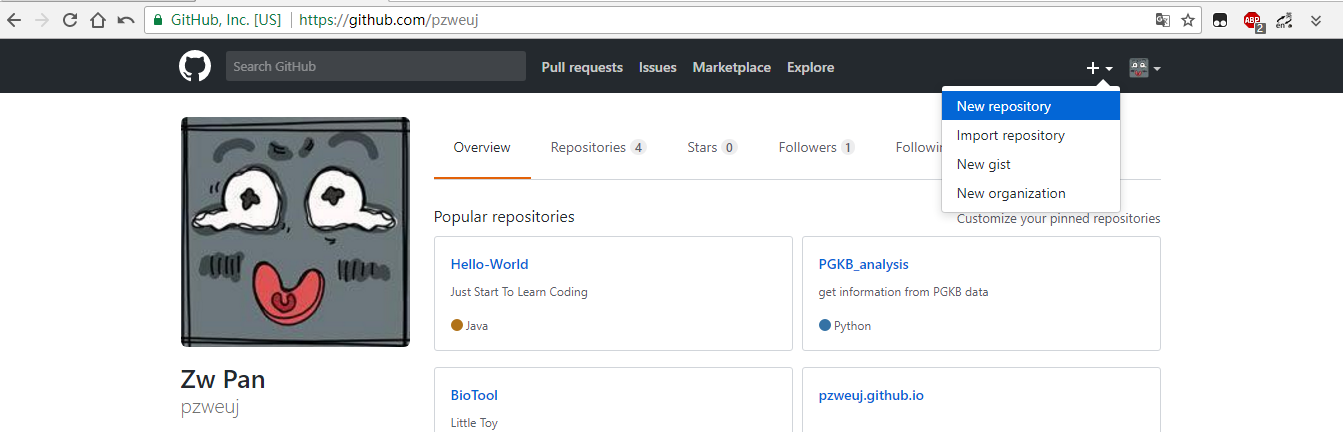 GitHub, Inc. [US] https://github.com/pzweuj
ABP 2 en
Search GitHub Pull requests Issues Marketplace Explore
New repository
Import repository
New gist
New organization
Overview Repositories 4 Stars 0 Followers 1 Followin
Popular repositories
Customize your pinned repositories
Hello-World
Just Start To Learn Coding
Java
PGKB_analysis
get information from PGKB data
Python
Zw Pan
pzweuj
BioTool
Little Toy
pzweuj.github.io